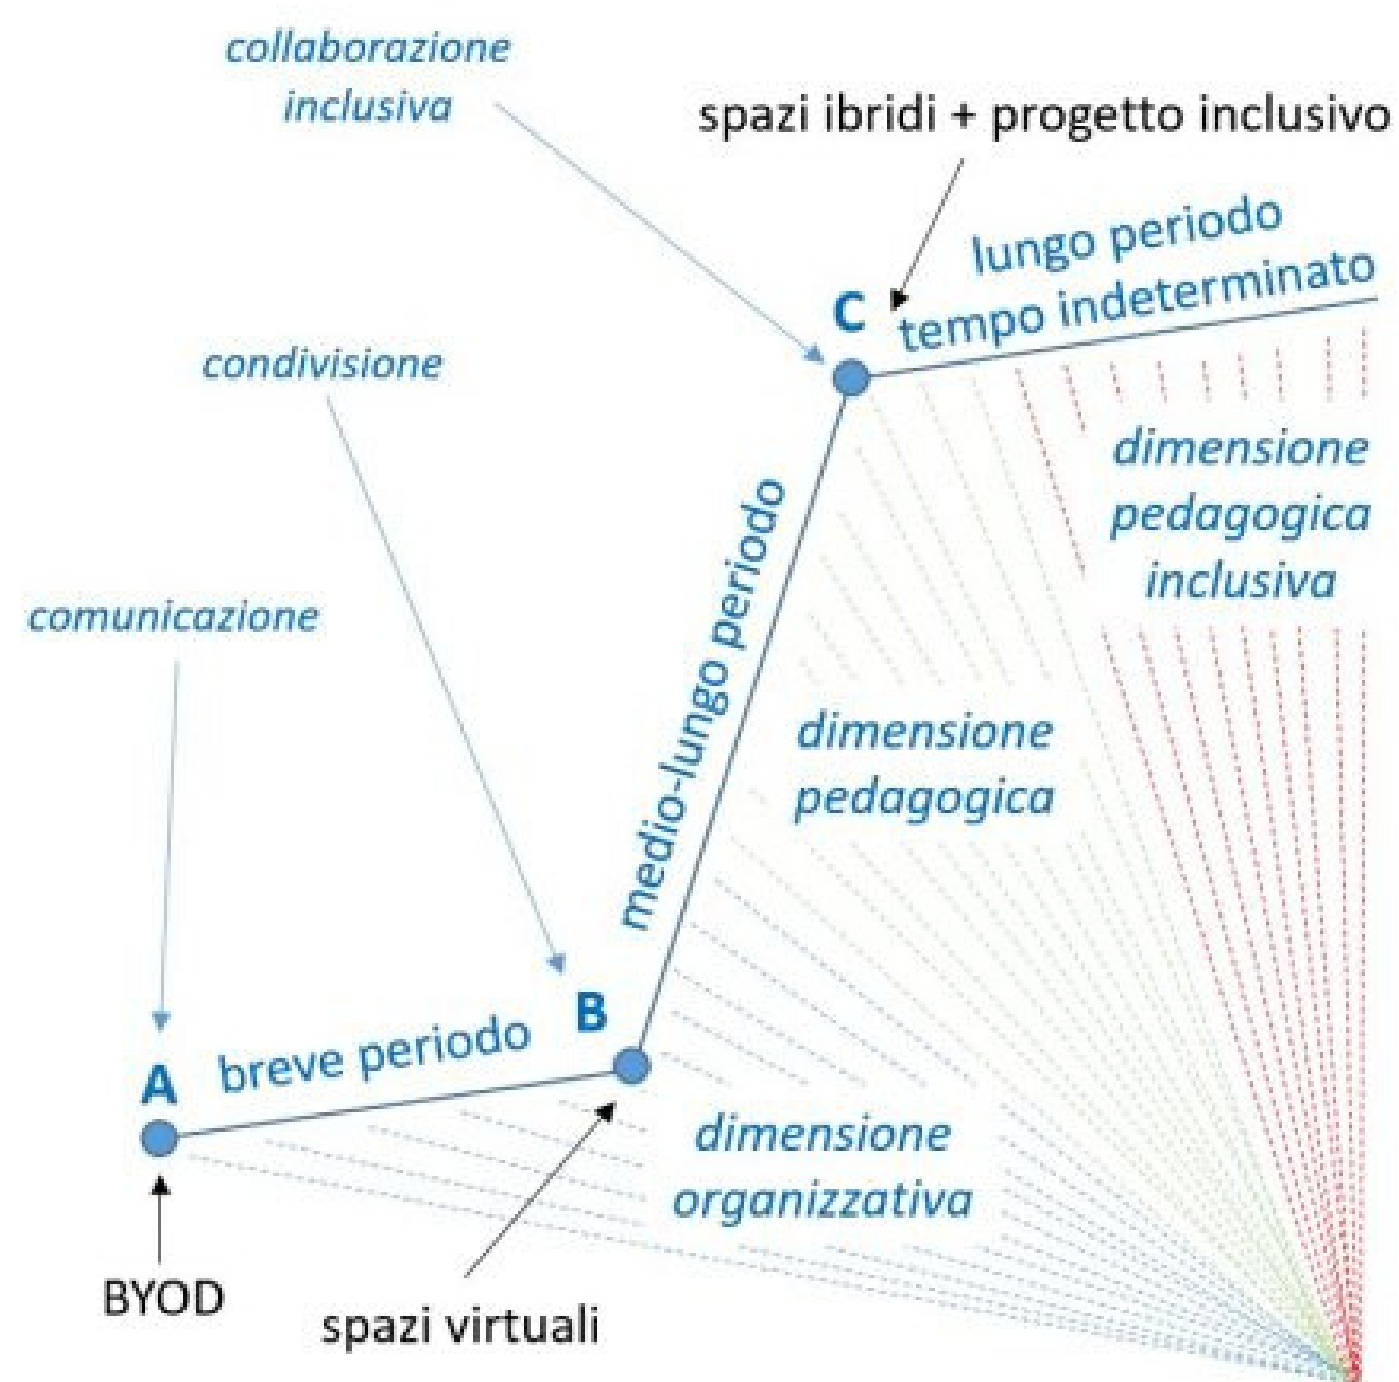 collaborazione
inclusiva
spazi ibridi + progetto inclusivo
lungo periodo
tempo indeterminato
C
condivisione
dimensione
pedagogica
inclusiva
medio-lungo periodo
comunicazione
dimensione
pedagogica
B
breve periodo
A
dimensione
organizzativa
BYOD
spazi virtuali